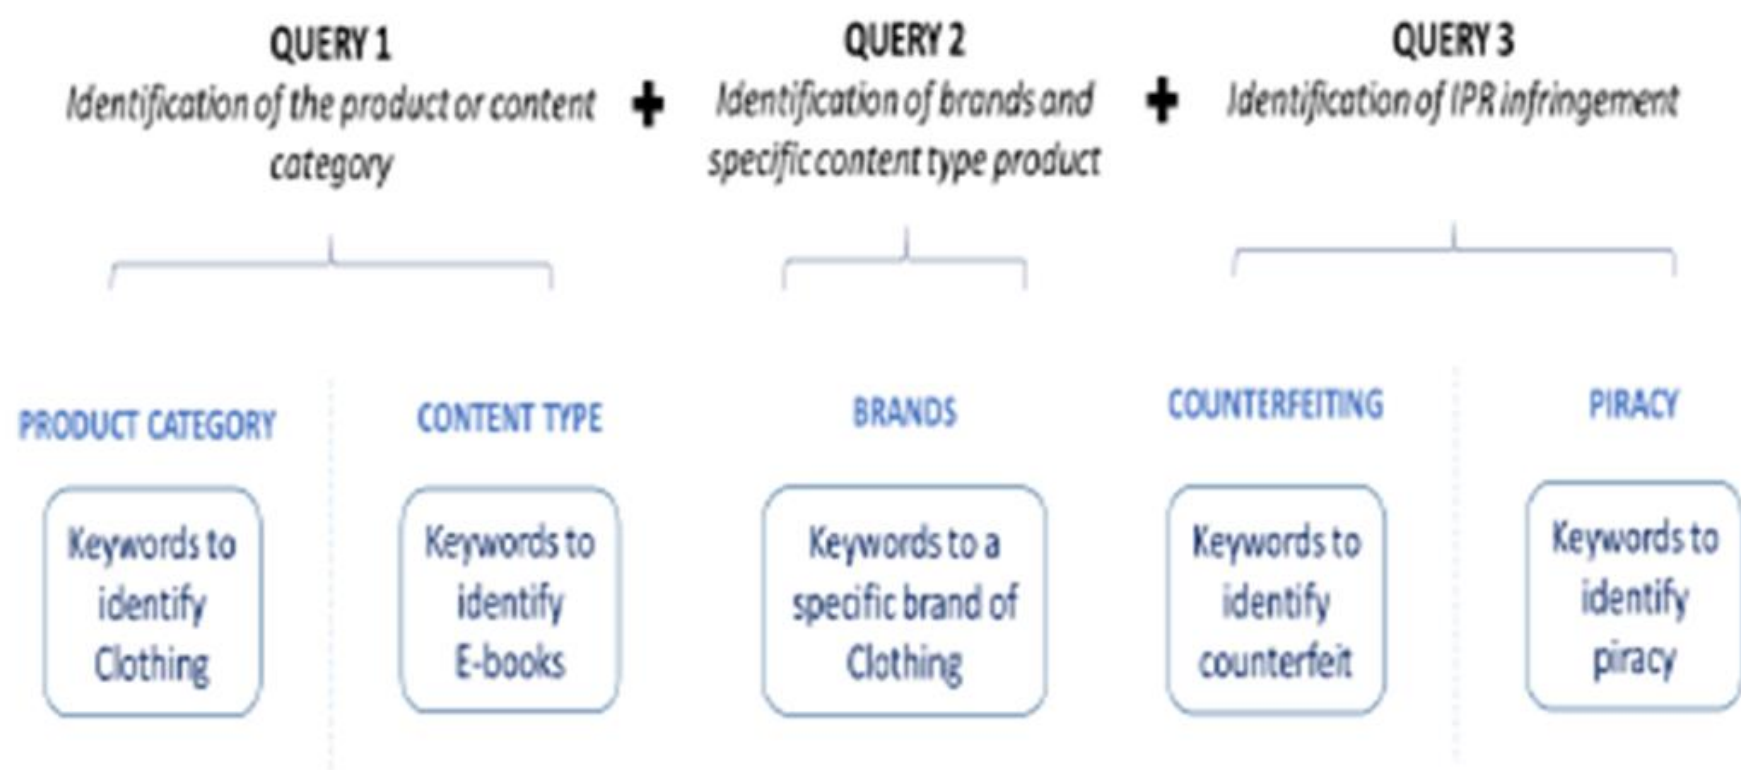 QUERY 1
Identification of the product or content
category
+
QUERY 2
Identification of brands and
specific content type product
+
QUERY 3
Identification of IPR infringement
PRODUCT CATEGORY
Keywords to
identify
Clothing
CONTENT TYPE
Keywords to
identify
E-books
BRANDS
Keywords to a
specific brand of
Clothing
COUNTERFEITING
Keywords to
identify
counterfeit
PIRACY
Keywords to
identify
piracy